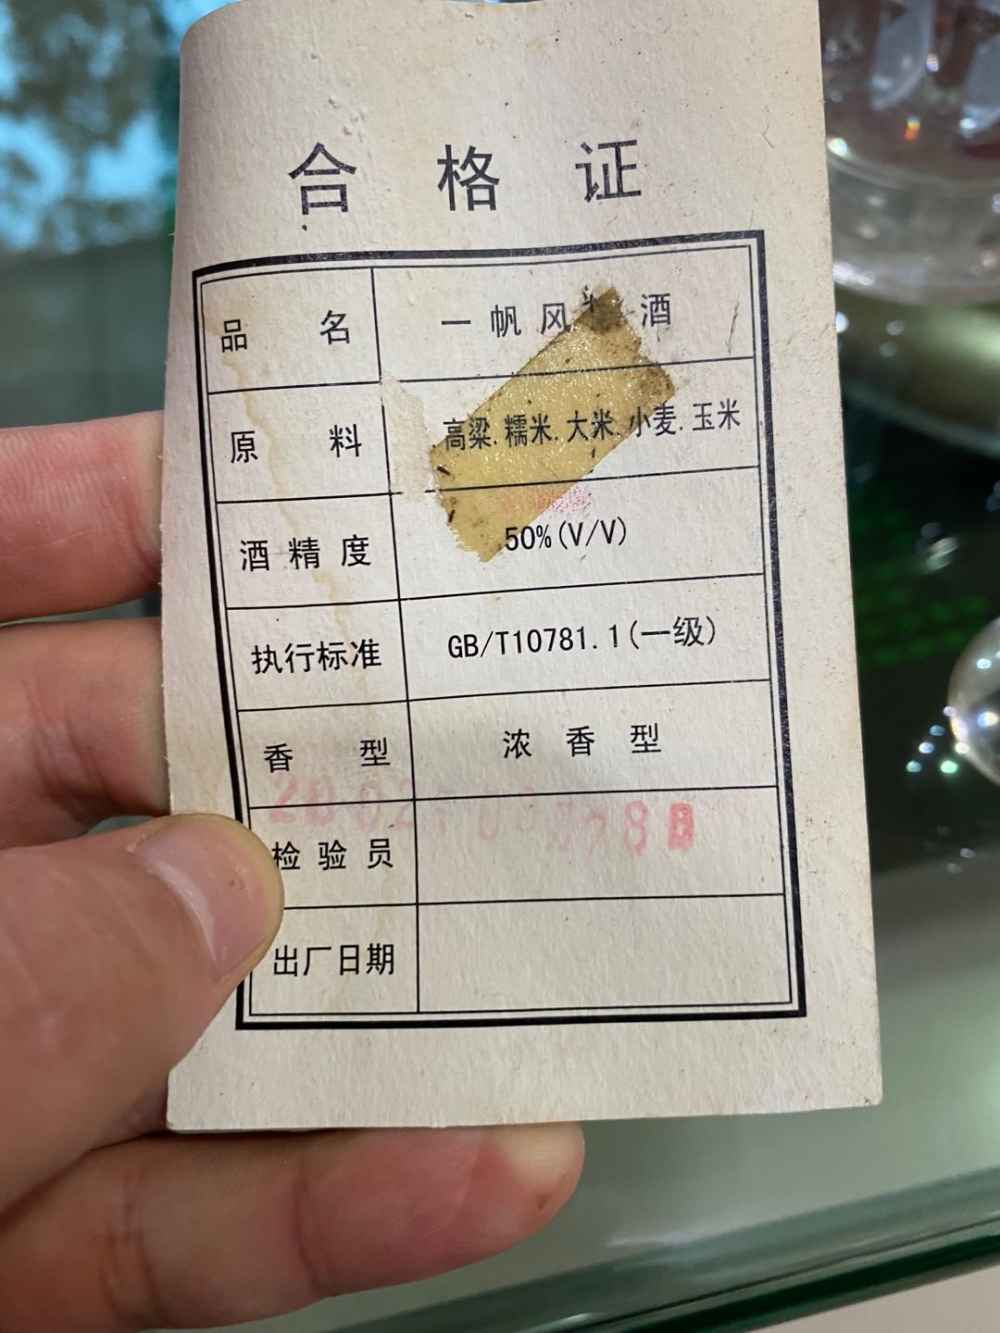 合格证
品名 一帆风 酒
原料 高粱.糯米.大米.小麦.玉米
酒精度 50%(V/V)
执行标准 GB/T10781.1(一级)
香型 浓香型
检验员
出厂日期